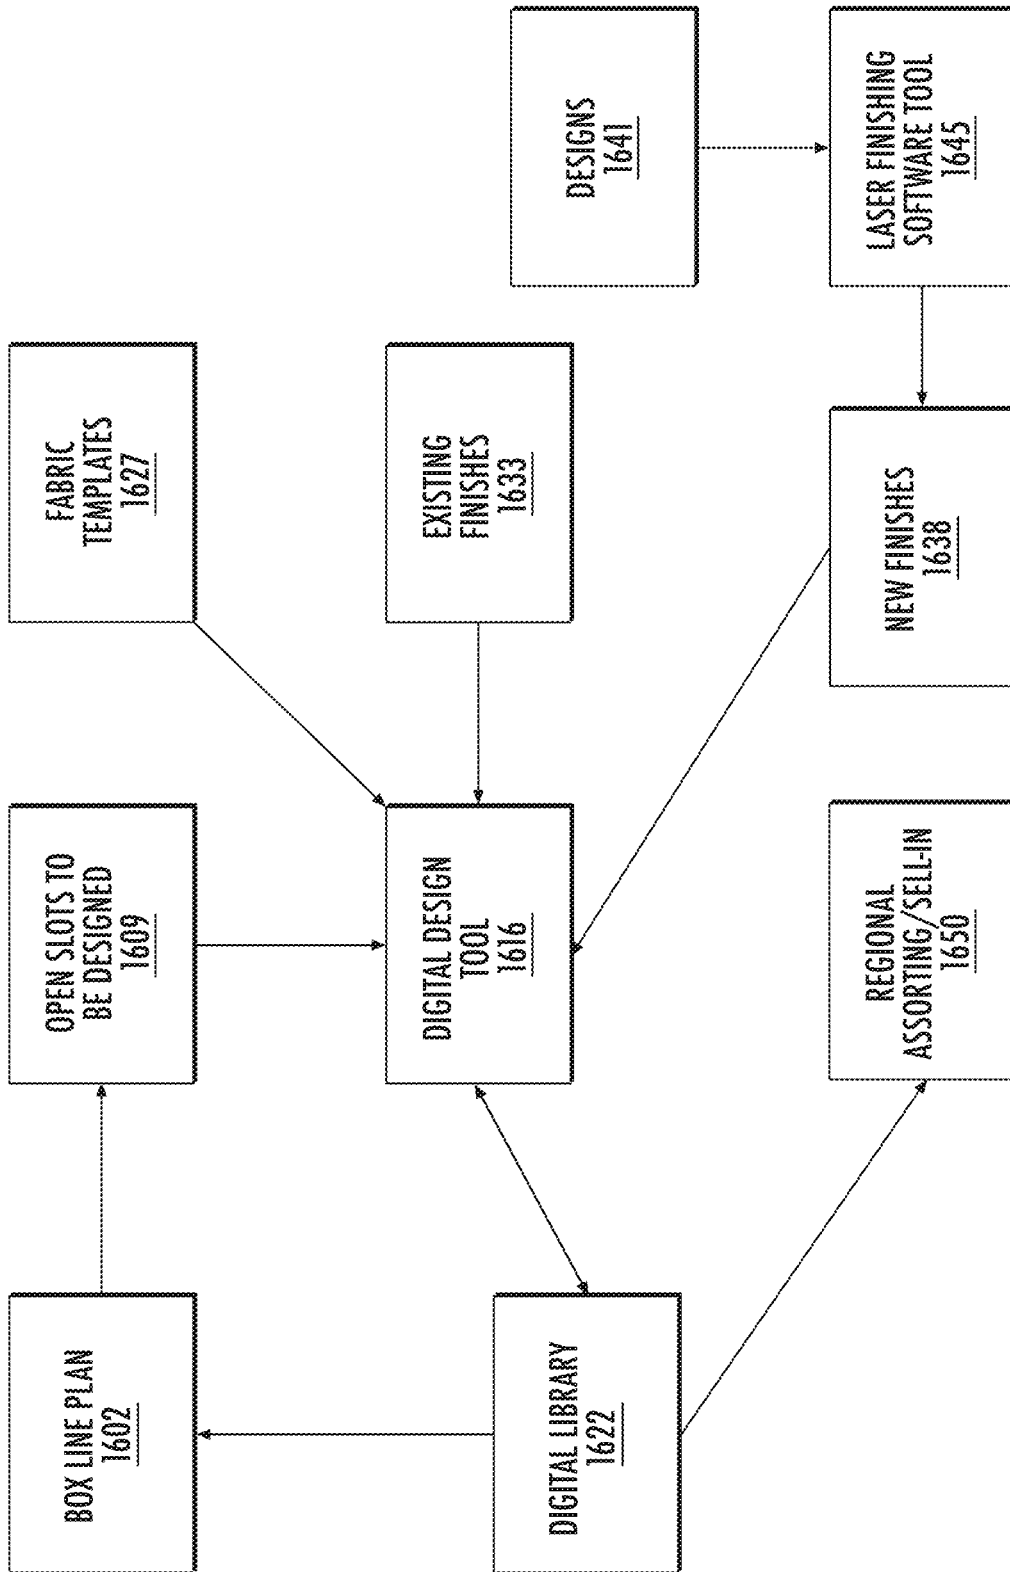 BOX LINE PLAN
1602
OPEN SLOTS TO
BE DESIGNED
1609
FABRIC
TEMPLATES
1627
DIGITAL LIBRARY
1622
DIGITAL DESIGN
TOOL
1616
EXISTING
FINISHES
1633
DESIGNS
1641
REGIONAL
ASSORTING/SELL-IN
1650
NEW FINISHES
1638
LASER FINISHING
SOFTWARE TOOL
1645